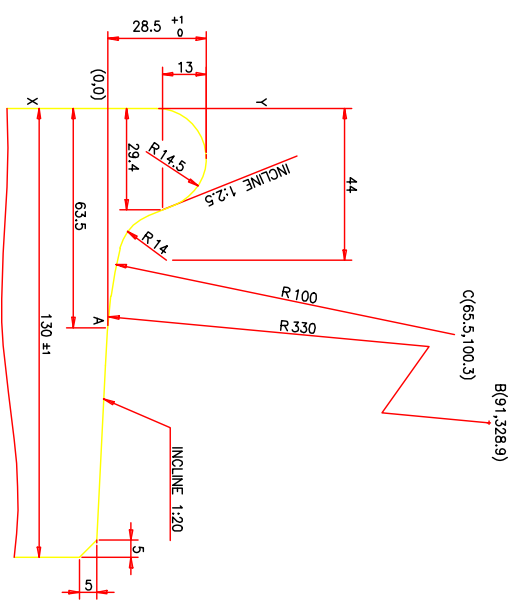 28.5 +1 0
13
(0,0)
X
Y
29.4
R14.5
INCLINE 1:2.5
44
63.5
R14
R100
C(65.5,100.3)
A
R330
130 ±1
B(91,328.9)
INCLINE 1:20
5
5